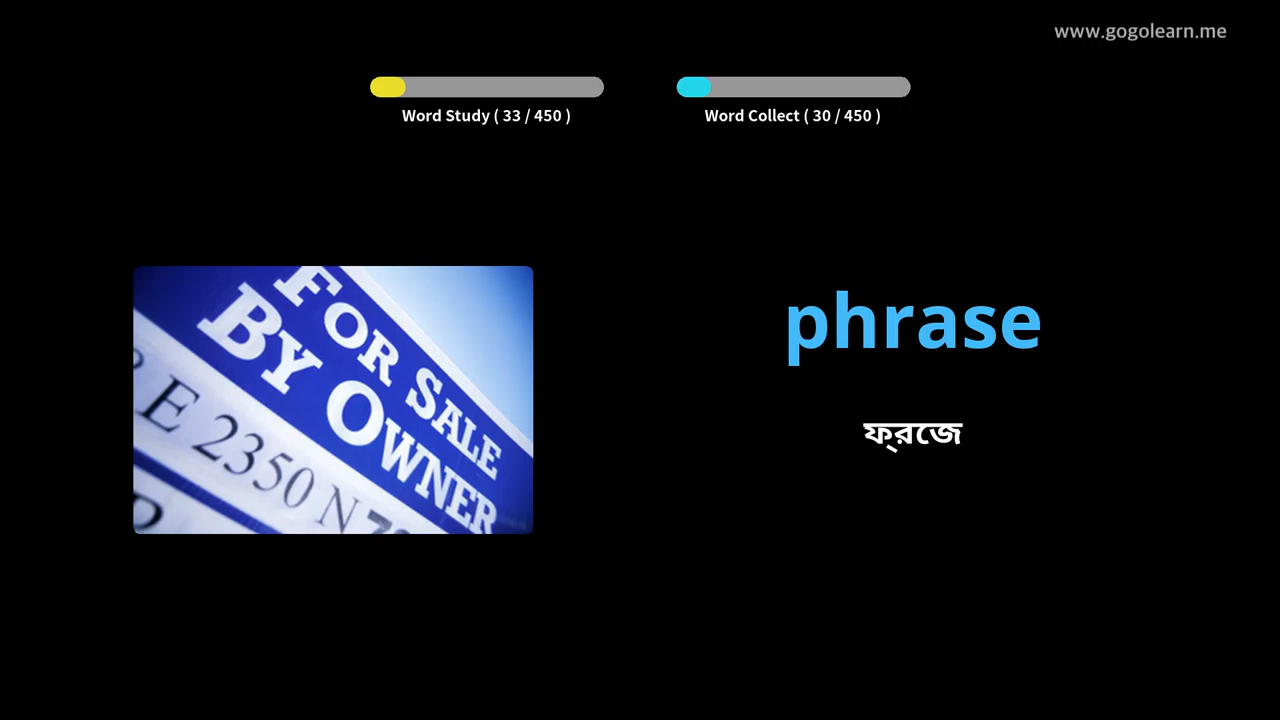 www.gogolearn.me
Word Study ( 33 / 450 )
Word Collect ( 30 / 450 )
FOR SALE
BY OWNER
E 2350 N
phrase
ফ্রজে